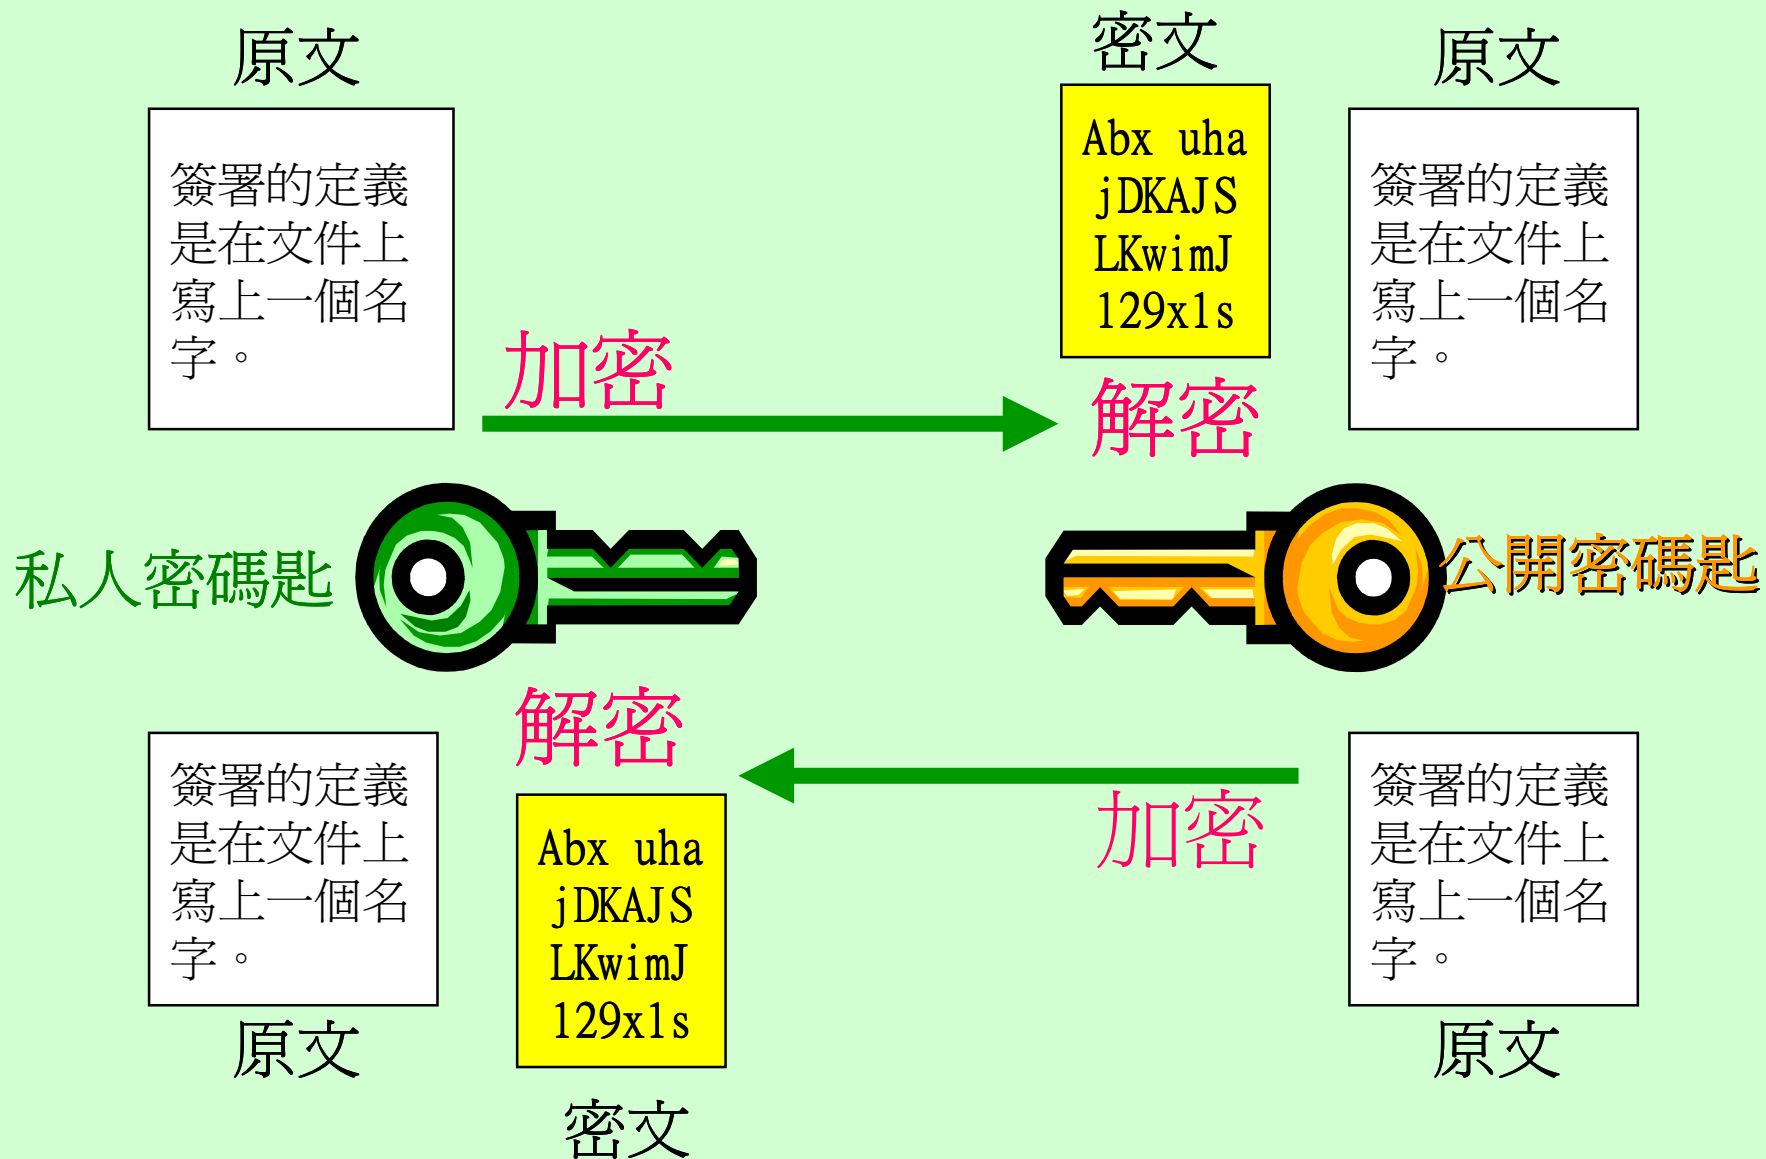 原文
密文
原文
簽署的定義
是在文件上
寫上一個名
字。
Abx uha
jDKAJS
LKwimJ
129x1s
簽署的定義
是在文件上
寫上一個名
字。
加密
解密
私人密碼匙
公開密碼匙
解密
加密
簽署的定義
是在文件上
寫上一個名
字。
原文
Abx uha
jDKAJS
LKwimJ
129x1s
密文
簽署的定義
是在文件上
寫上一個名
字。
原文